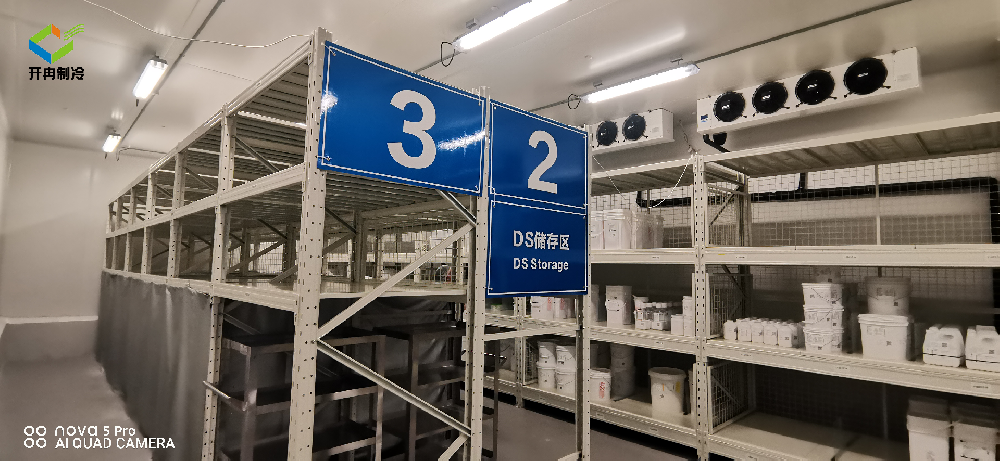 开冉制冷
3
2
DS储存区
DS Storage
nova 5 Pro
AI QUAD CAMERA